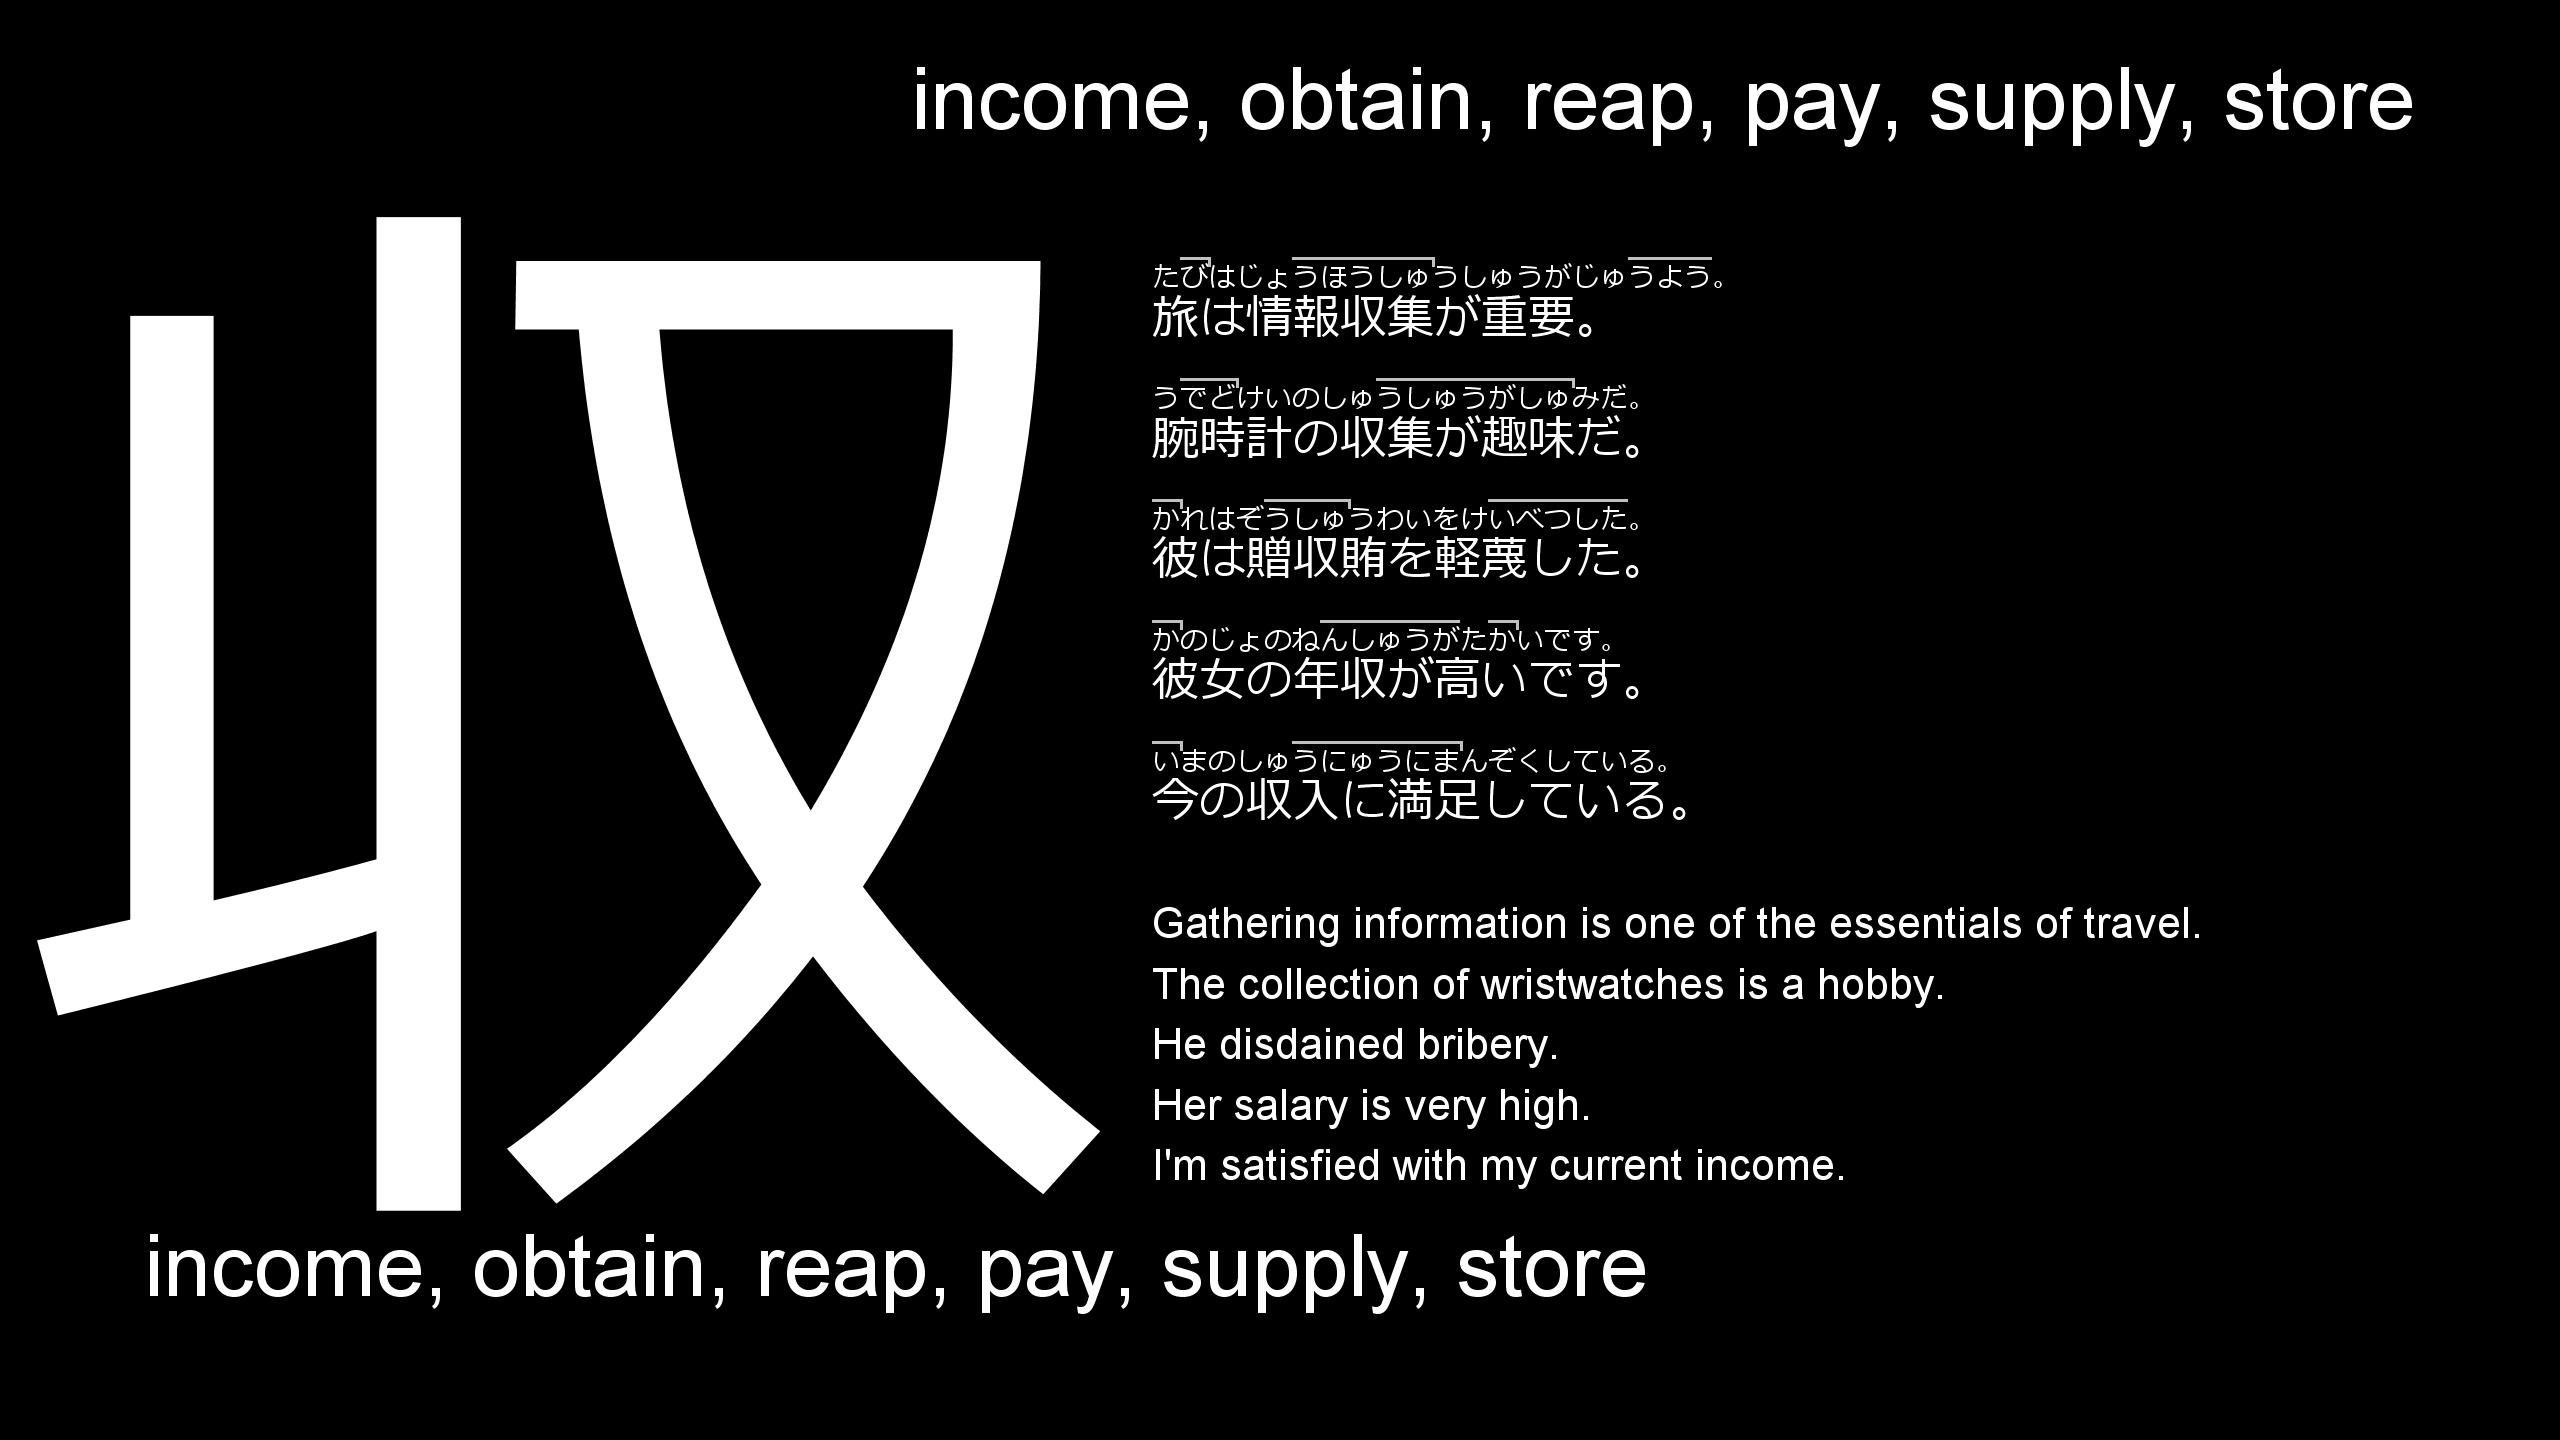 income, obtain, reap, pay, supply, store
収
たびはじょうほうしゅうしゅうがじゅうよう。
旅は情報収集が重要。
うでどけいのしゅうしゅうがしゅみだ。
腕時計の収集が趣味だ。
かれはぞうしゅうわいをけいべつした。
彼は贈収賄を軽蔑した。
かのじょのねんしゅうがたかいです。
彼女の年収が高いです。
いまのしゅうにゅうにまんぞくしている。
今の収入に満足している。
Gathering information is one of the essentials of travel.
The collection of wristwatches is a hobby.
He disdained bribery.
Her salary is very high.
I'm satisfied with my current income.
income, obtain, reap, pay, supply, store